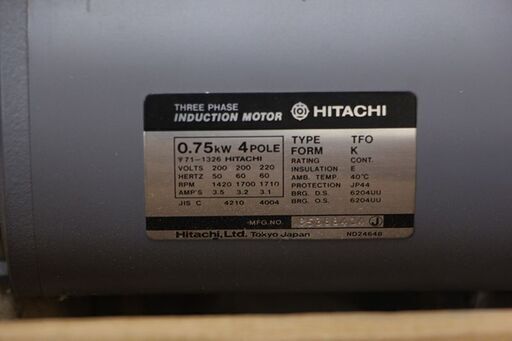 THREE PHASE
INDUCTION MOTOR HITACHI
0.75kW 4POLE
〒71-1326 HITACHI
VOLTS 200 200 220
HERTZ 50 60 60
RPM 1420 1700 1710
AMP'S 3.5 3.2 3.1
JIS C 4210 4004
TYPE TFO
FORM K
RATING CONT.
INSULATION E
AMB. TEMP. 40℃
PROTECTION JP44
BRG. D.S. 6204UU
BRG. O.S. 6204UU
MFG.NO.
Hitachi, Ltd. Tokyo Japan ND24648